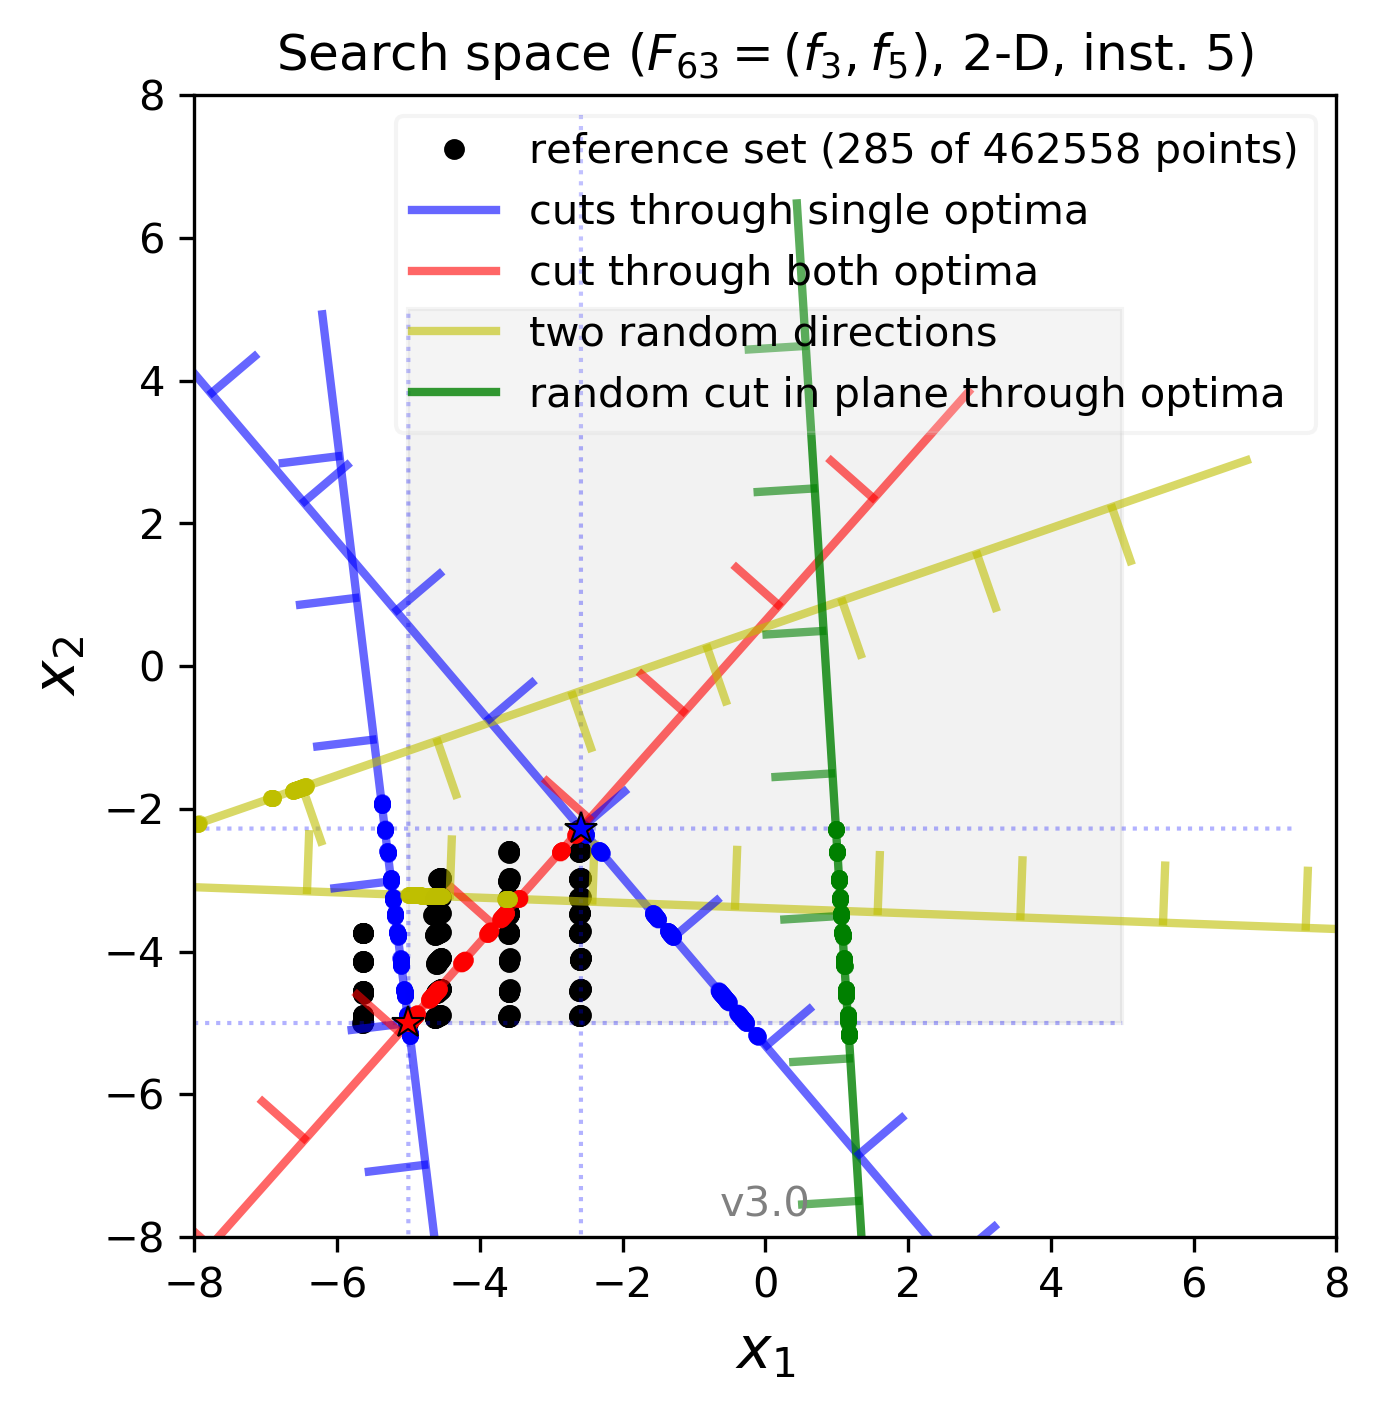 Search space (F₆₃ = (f₃, f₅), 2-D, inst. 5)
reference set (285 of 462558 points)
cuts through single optima
cut through both optima
two random directions
random cut in plane through optima
8
6
4
2
0
−2
−4
−6
−8
x₂
v3.0
−8 −6 −4 −2 0 2 4 6 8
x₁